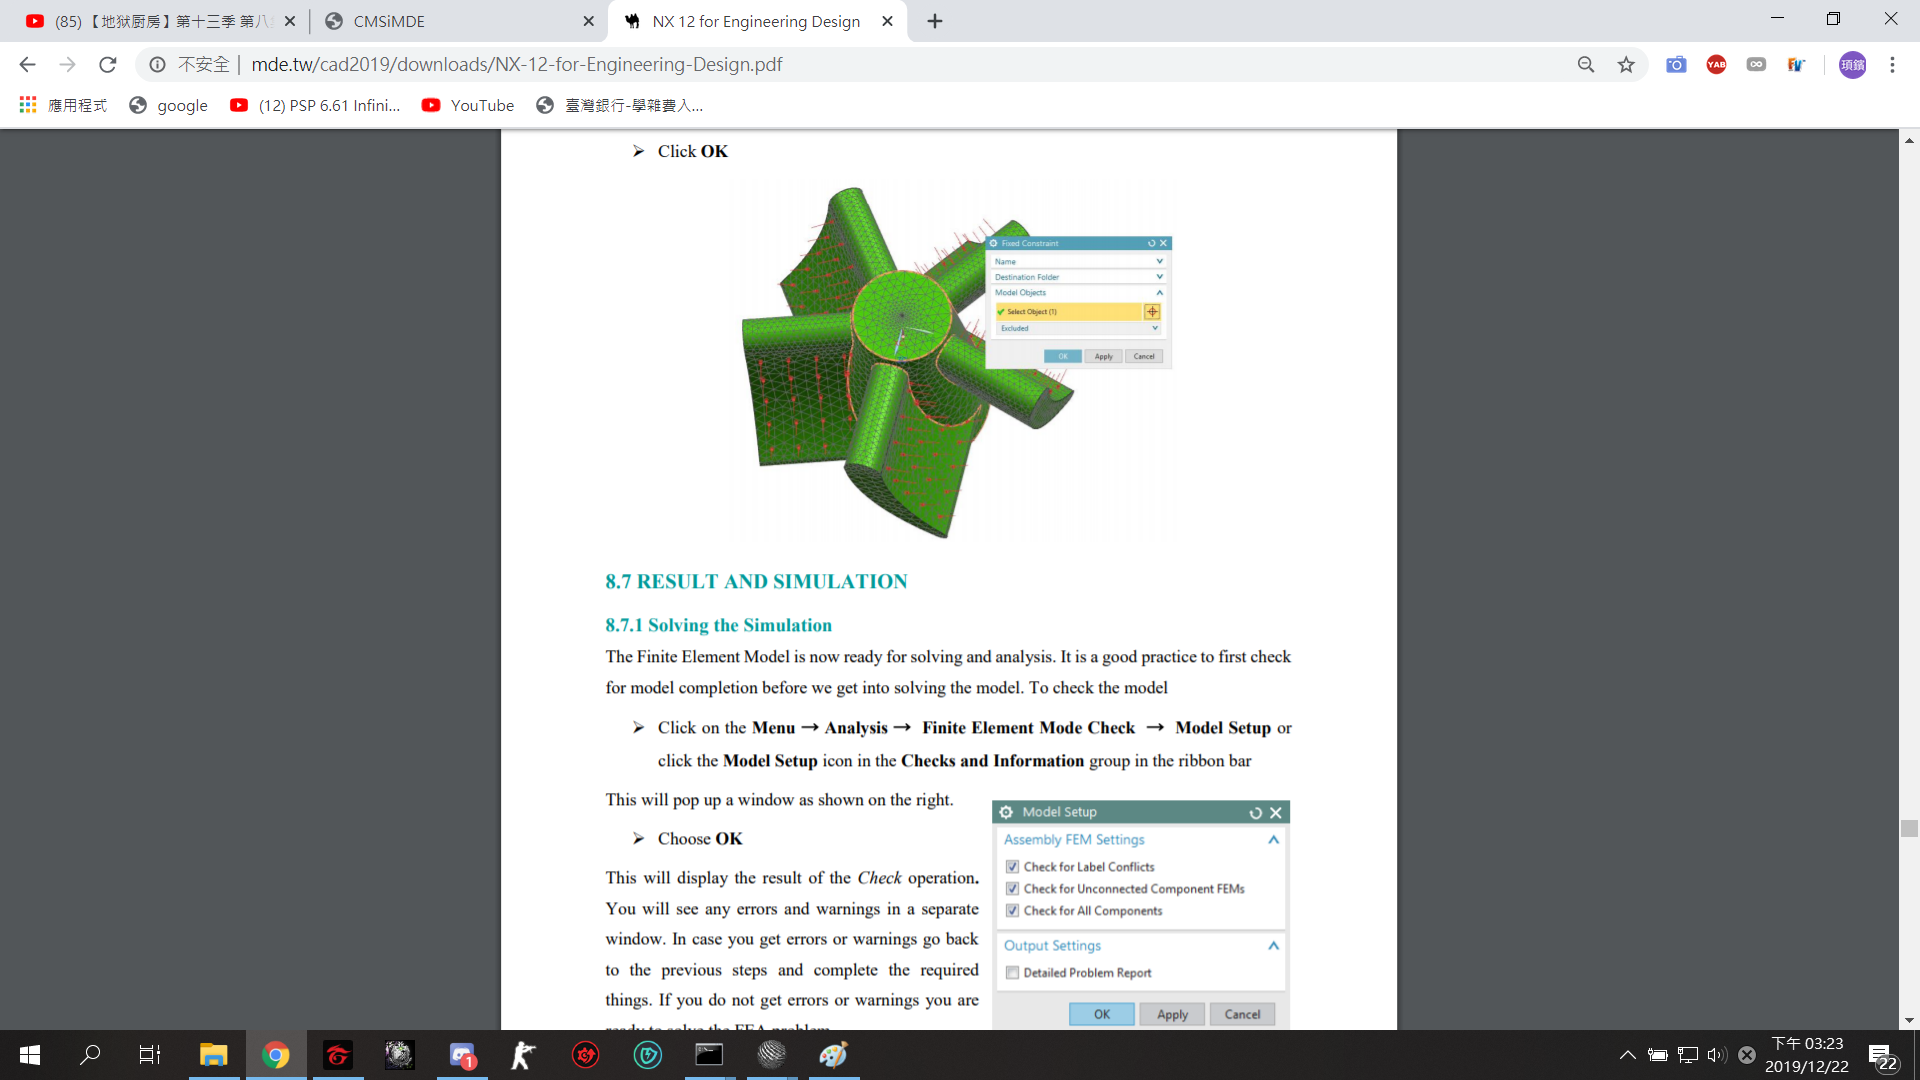 (85) 【地狱厨房】第十三季 第八
CMSiMDE
NX 12 for Engineering Design
不安全 | mde.tw/cad2019/downloads/NX-12-for-Engineering-Design.pdf
YAB
項鑌
應用程式
google
(12) PSP 6.61 Infini...
YouTube
臺灣銀行-學雜費入...
➢ Click OK
Fixed Constraint
Name
Destination Folder
Model Objects
Select Object (1)
Excluded
OK Apply Cancel
8.7 RESULT AND SIMULATION
8.7.1 Solving the Simulation
The Finite Element Model is now ready for solving and analysis. It is a good practice to first check
for model completion before we get into solving the model. To check the model
➢ Click on the Menu → Analysis → Finite Element Mode Check → Model Setup or
click the Model Setup icon in the Checks and Information group in the ribbon bar
This will pop up a window as shown on the right.
➢ Choose OK
This will display the result of the Check operation.
You will see any errors and warnings in a separate
window. In case you get errors or warnings go back
to the previous steps and complete the required
things. If you do not get errors or warnings you are
ready to solve the FEA problem.
Model Setup
Assembly FEM Settings
Check for Label Conflicts
Check for Unconnected Component FEMs
Check for All Components
Output Settings
Detailed Problem Report
OK Apply Cancel
1
下午 03:23
2019/12/22
22